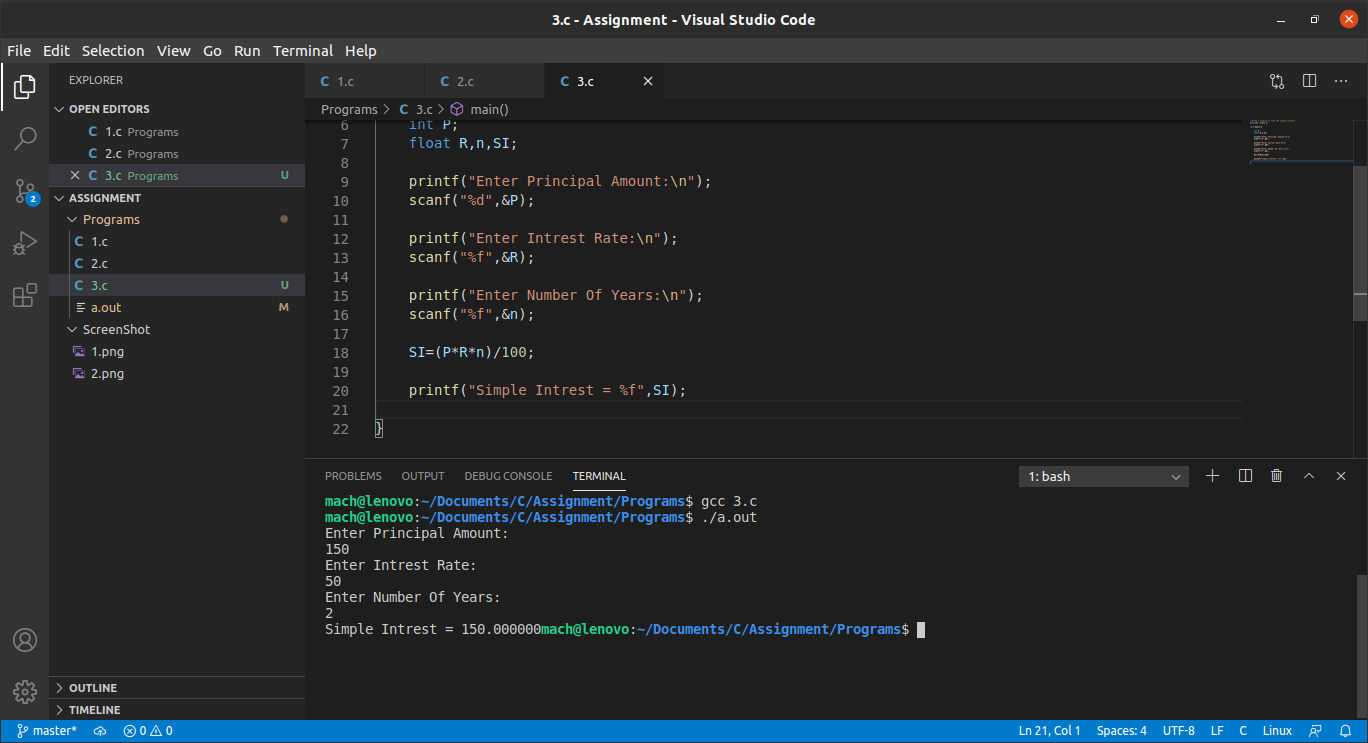 3.c - Assignment - Visual Studio Code
File Edit Selection View Go Run Terminal Help
EXPLORER
OPEN EDITORS
C 1.c Programs
C 2.c Programs
C 3.c Programs U
2
ASSIGNMENT
Programs
C 1.c
C 2.c
C 3.c U
a.out M
ScreenShot
1.png
2.png
OUTLINE
TIMELINE
C 1.c C 2.c C 3.c
Programs > C 3.c > main()
6 int P;
7 float R,n,SI;
8
9 printf("Enter Principal Amount:\n");
10 scanf("%d",&P);
11
12 printf("Enter Intrest Rate:\n");
13 scanf("%f",&R);
14
15 printf("Enter Number Of Years:\n");
16 scanf("%f",&n);
17
18 SI=(P*R*n)/100;
19
20 printf("Simple Intrest = %f",SI);
21
22 }
PROBLEMS OUTPUT DEBUG CONSOLE TERMINAL 1: bash
mach@lenovo:~/Documents/C/Assignment/Programs$ gcc 3.c
mach@lenovo:~/Documents/C/Assignment/Programs$ ./a.out
Enter Principal Amount:
150
Enter Intrest Rate:
50
Enter Number Of Years:
2
Simple Intrest = 150.000000mach@lenovo:~/Documents/C/Assignment/Programs$
master* 0 0 Ln 21, Col 1 Spaces: 4 UTF-8 LF C Linux